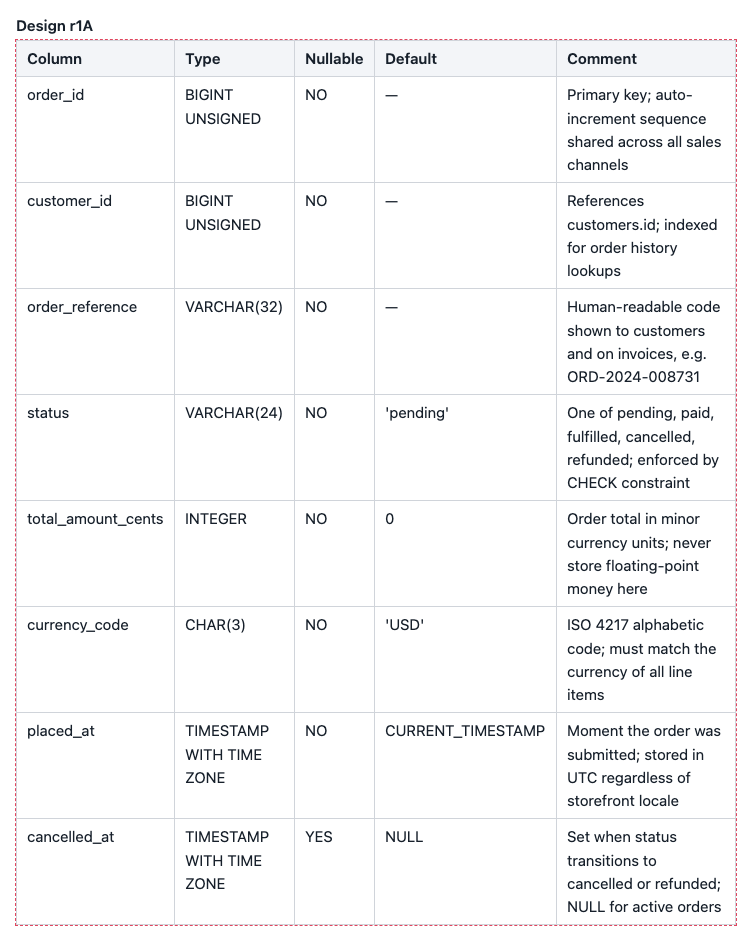 Design r1A
Column Type Nullable Default Comment
order_id BIGINT NO — Primary key; auto-
UNSIGNED increment sequence
shared across all sales
channels
customer_id BIGINT NO — References
UNSIGNED customers.id; indexed
for order history
lookups
order_reference VARCHAR(32) NO — Human-readable code
shown to customers
and on invoices, e.g.
ORD-2024-008731
status VARCHAR(24) NO 'pending' One of pending, paid,
fulfilled, cancelled,
refunded; enforced by
CHECK constraint
total_amount_cents INTEGER NO 0 Order total in minor
currency units; never
store floating-point
money here
currency_code CHAR(3) NO 'USD' ISO 4217 alphabetic
code; must match the
currency of all line
items
placed_at TIMESTAMP NO CURRENT_TIMESTAMP Moment the order was
WITH TIME submitted; stored in
ZONE UTC regardless of
storefront locale
cancelled_at TIMESTAMP YES NULL Set when status
WITH TIME transitions to
ZONE cancelled or refunded;
NULL for active orders